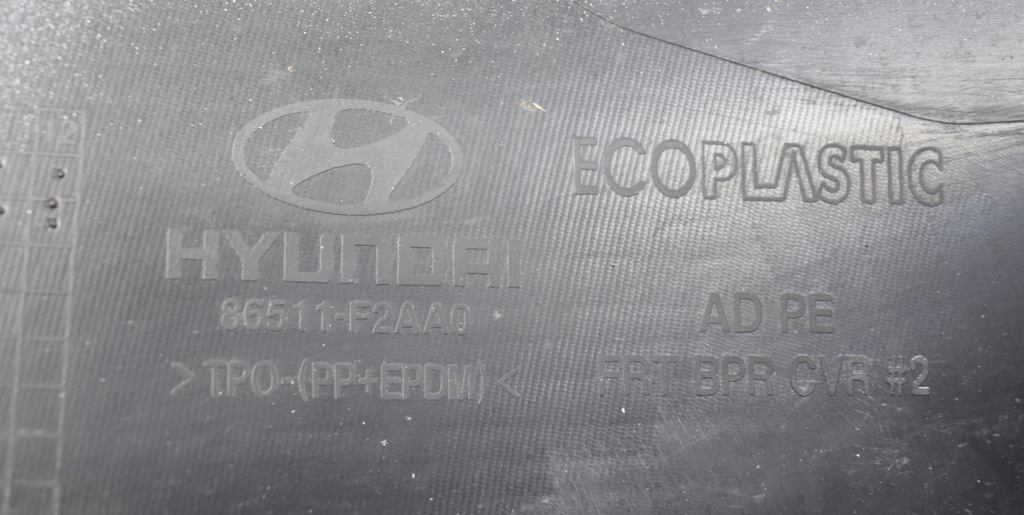 HYUNDAI
86511-F2AA0
>TPO-(PP+EPDM)<
ECOPLASTIC
AD PE
FRT BPR CVR #2